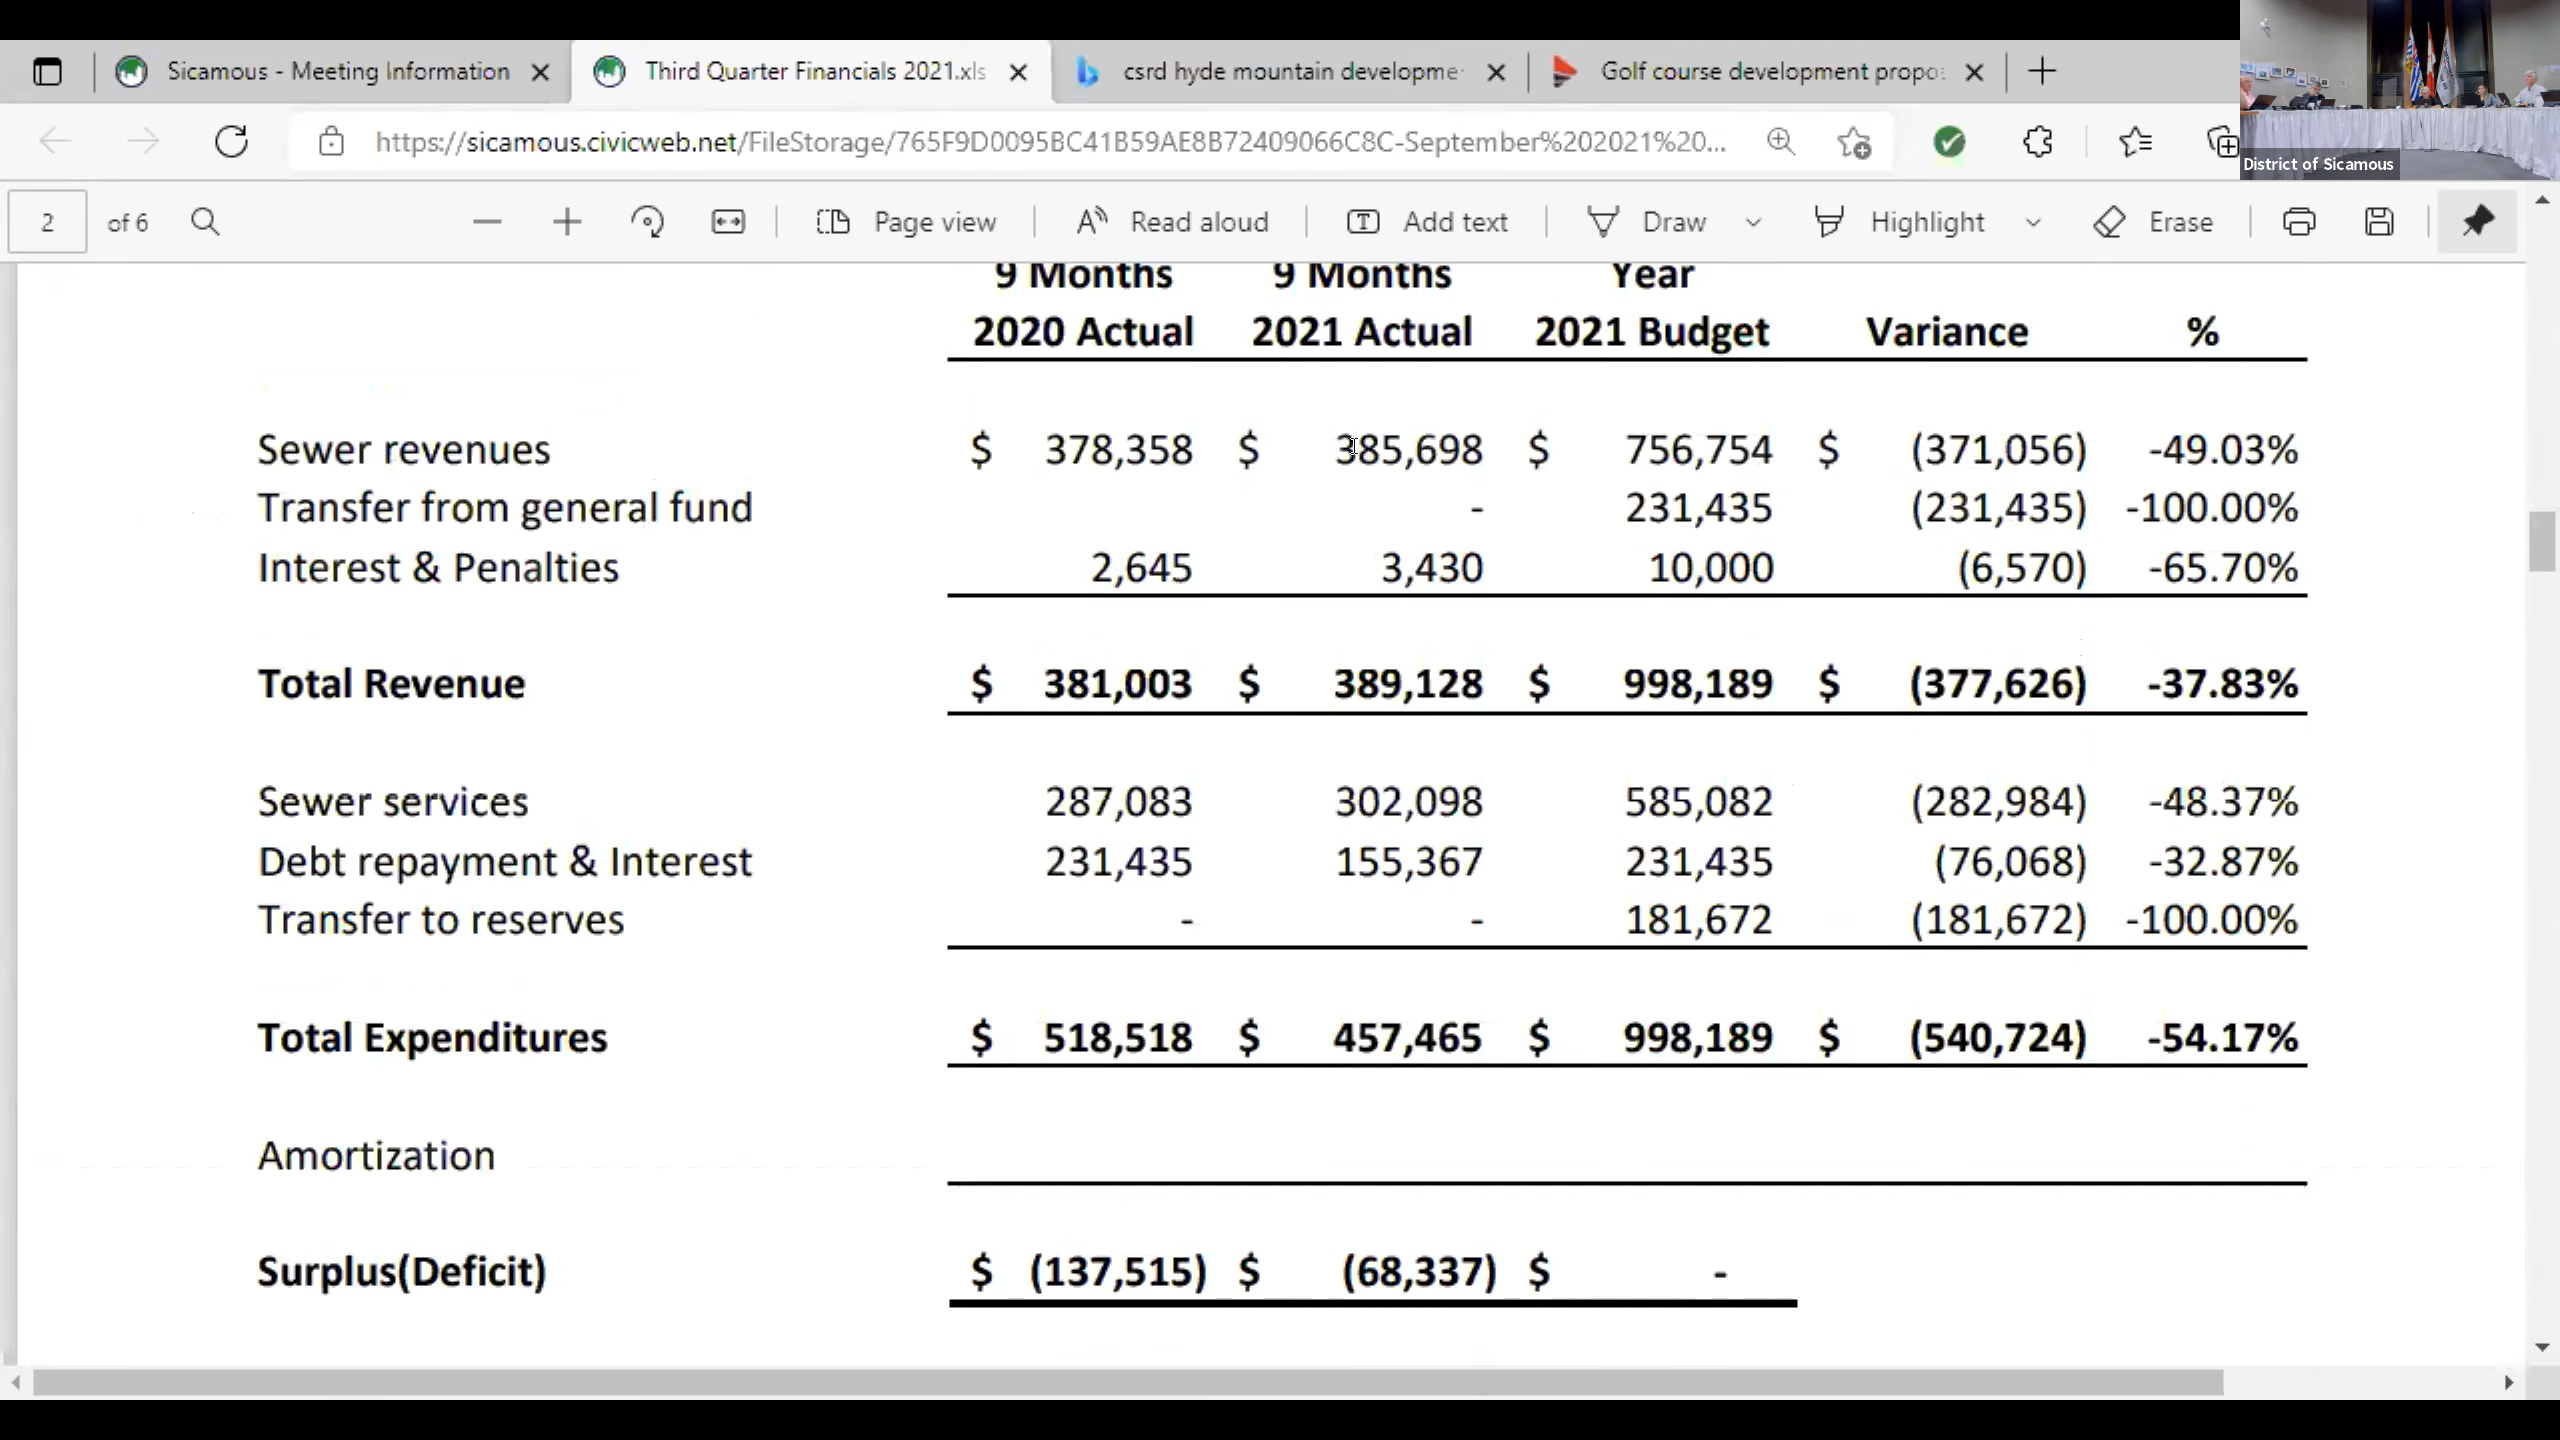 Sicamous - Meeting Information
Third Quarter Financials 2021.xls
csrd hyde mountain developme
Golf course development propo
https://sicamous.civicweb.net/FileStorage/765F9D0095BC41B59AE8B72409066C8C-September%202021%20...
District of Sicamous
2 of 6 Page view Read aloud Add text Draw Highlight Erase
9 Months 9 Months Year
2020 Actual 2021 Actual 2021 Budget Variance %
Sewer revenues $ 378,358 $ 385,698 $ 756,754 $ (371,056) -49.03%
Transfer from general fund - 231,435 (231,435) -100.00%
Interest & Penalties 2,645 3,430 10,000 (6,570) -65.70%
Total Revenue $ 381,003 $ 389,128 $ 998,189 $ (377,626) -37.83%
Sewer services 287,083 302,098 585,082 (282,984) -48.37%
Debt repayment & Interest 231,435 155,367 231,435 (76,068) -32.87%
Transfer to reserves - - 181,672 (181,672) -100.00%
Total Expenditures $ 518,518 $ 457,465 $ 998,189 $ (540,724) -54.17%
Amortization
Surplus(Deficit) $ (137,515) $ (68,337) $ -